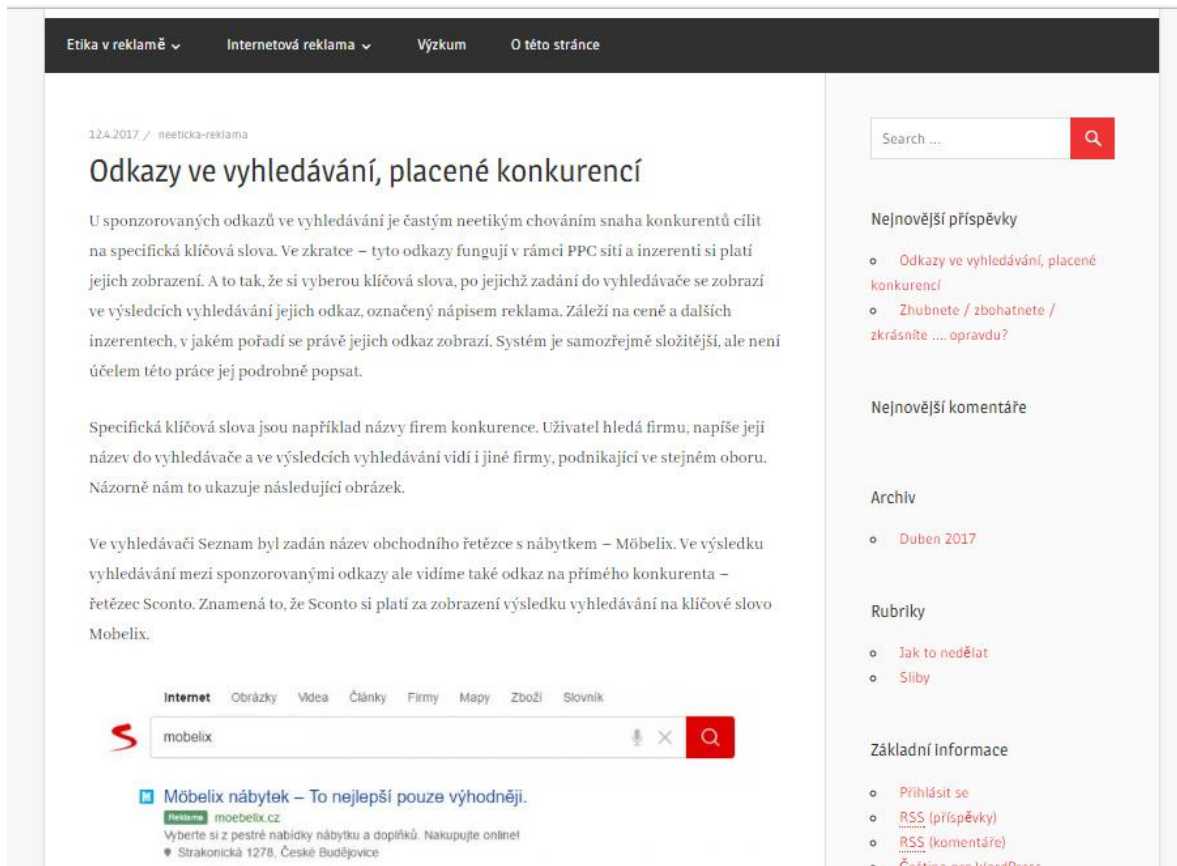 Etika v reklamě
Internetová reklama
Výzkum
O této stránce
12.4.2017 / neeticka-reklama
Odkazy ve vyhledávání, placené konkurencí
U sponzorovaných odkazů ve vyhledávání je častým neetikým chováním snaha konkurentů cílit
na specifická klíčová slova. Ve zkratce – tyto odkazy fungují v rámci PPC sítí a inzerenti si platí
jejich zobrazení. A to tak, že si vyberou klíčová slova, po jejichž zadání do vyhledávače se zobrazí
ve výsledcích vyhledávání jejich odkaz, označený nápisem reklama. Záleží na ceně a dalších
inzerentech, v jakém pořadí se právě jejich odkaz zobrazí. Systém je samozřejmě složitější, ale není
účelem této práce jej podrobně popsat.
Specifická klíčová slova jsou například názvy firem konkurence. Uživatel hledá firmu, napíše její
název do vyhledávače a ve výsledcích vyhledávání vidí i jiné firmy, podnikající ve stejném oboru.
Názorně nám to ukazuje následující obrázek.
Ve vyhledávači Seznam byl zadán název obchodního řetězce s nábytkem – Möbelix. Ve výsledku
vyhledávání mezi sponzorovanými odkazy ale vidíme také odkaz na přímého konkurenta –
řetězec Sconto. Znamená to, že Sconto si platí za zobrazení výsledku vyhledávání na klíčové slovo
Mobelix.
Internet Obrázky Videa Články Firmy Mapy Zboží Slovník
mobelix
Möbelix nábytek – To nejlepší pouze výhodněji.
Reklama moebelix.cz
Vyberte si z pestré nabídky nábytku a doplňků. Nakupujte online!
Strakonická 1278, České Budějovice
Search ...
Nejnovější příspěvky
Odkazy ve vyhledávání, placené
konkurencí
Zhubnete / zbohatnete /
zkrásníte .... opravdu?
Nejnovější komentáře
Archiv
Duben 2017
Rubriky
Jak to nedělat
Sliby
Základní informace
Přihlásit se
RSS (příspěvky)
RSS (komentáře)
Čeština pro WordPress